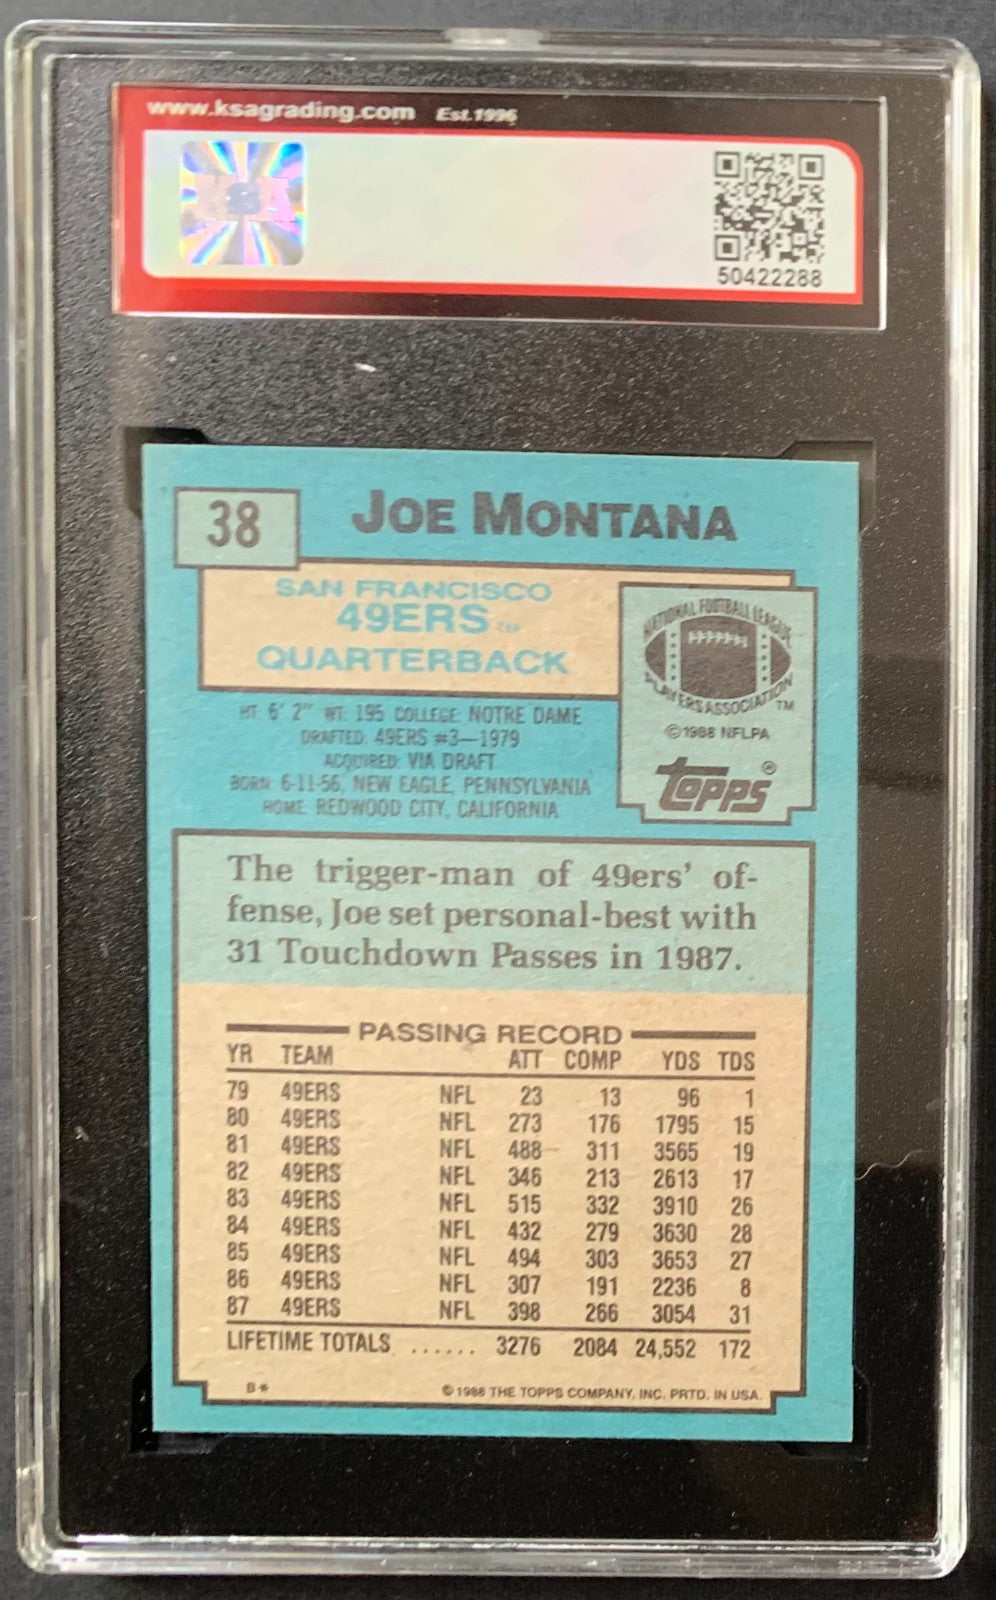 www.ksagrading.com Est.1996
50422288
38 JOE MONTANA
SAN FRANCISCO
49ERS TM
QUARTERBACK
NATIONAL FOOTBALL LEAGUE
PLAYERS ASSOCIATION TM
©1988 NFLPA
Topps®
HT: 6' 2" WT: 195 COLLEGE: NOTRE DAME
DRAFTED: 49ERS #3—1979
ACQUIRED: VIA DRAFT
BORN: 6-11-56, NEW EAGLE, PENNSYLVANIA
HOME: REDWOOD CITY, CALIFORNIA
The trigger-man of 49ers' of-
fense, Joe set personal-best with
31 Touchdown Passes in 1987.
PASSING RECORD
YR TEAM ATT COMP YDS TDS
79 49ERS NFL 23 13 96 1
80 49ERS NFL 273 176 1795 15
81 49ERS NFL 488 311 3565 19
82 49ERS NFL 346 213 2613 17
83 49ERS NFL 515 332 3910 26
84 49ERS NFL 432 279 3630 28
85 49ERS NFL 494 303 3653 27
86 49ERS NFL 307 191 2236 8
87 49ERS NFL 398 266 3054 31
LIFETIME TOTALS ...... 3276 2084 24,552 172
B* © 1988 THE TOPPS COMPANY, INC. PRTD. IN USA.